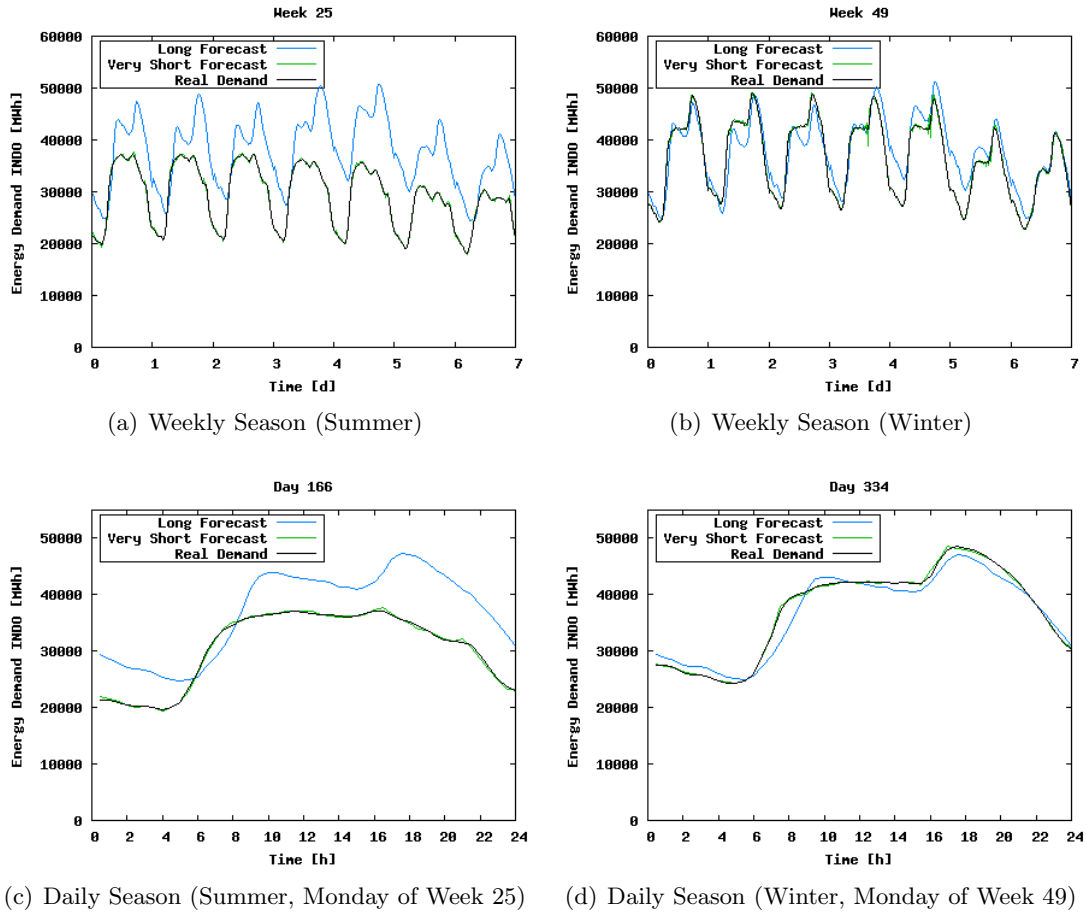 Week 25
Energy Demand INDO [MWh]
60000
50000
40000
30000
20000
10000
0
Long Forecast
Very Short Forecast
Real Demand
0 1 2 3 4 5 6 7
Time [d]
(a) Weekly Season (Summer)
Week 49
Energy Demand INDO [MWh]
60000
50000
40000
30000
20000
10000
0
Long Forecast
Very Short Forecast
Real Demand
0 1 2 3 4 5 6 7
Time [d]
(b) Weekly Season (Winter)
Day 166
Energy Demand INDO [MWh]
50000
40000
30000
20000
10000
0
Long Forecast
Very Short Forecast
Real Demand
0 2 4 6 8 10 12 14 16 18 20 22 24
Time [h]
(c) Daily Season (Summer, Monday of Week 25)
Day 334
Energy Demand INDO [MWh]
50000
40000
30000
20000
10000
0
Long Forecast
Very Short Forecast
Real Demand
0 2 4 6 8 10 12 14 16 18 20 22 24
Time [h]
(d) Daily Season (Winter, Monday of Week 49)